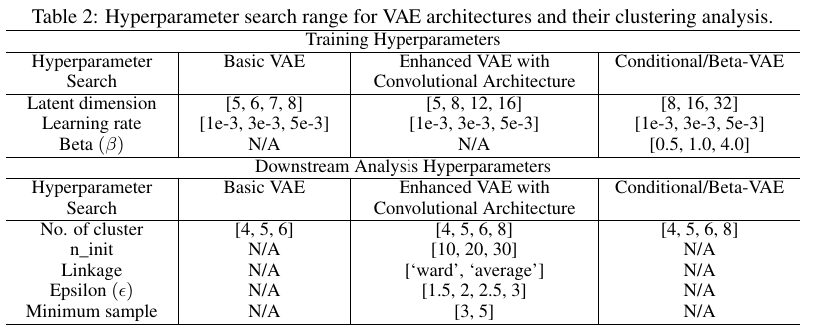 Table 2: Hyperparameter search range for VAE architectures and their clustering analysis.
Training Hyperparameters
Hyperparameter Basic VAE Enhanced VAE with Conditional/Beta-VAE
Search Convolutional Architecture
Latent dimension [5, 6, 7, 8] [5, 8, 12, 16] [8, 16, 32]
Learning rate [1e-3, 3e-3, 5e-3] [1e-3, 3e-3, 5e-3] [1e-3, 3e-3, 5e-3]
Beta (β) N/A N/A [0.5, 1.0, 4.0]
Downstream Analysis Hyperparameters
Hyperparameter Basic VAE Enhanced VAE with Conditional/Beta-VAE
Search Convolutional Architecture
No. of cluster [4, 5, 6] [4, 5, 6, 8] [4, 5, 6, 8]
n_init N/A [10, 20, 30] N/A
Linkage N/A [‘ward’, ‘average’] N/A
Epsilon (ϵ) N/A [1.5, 2, 2.5, 3] N/A
Minimum sample N/A [3, 5] N/A